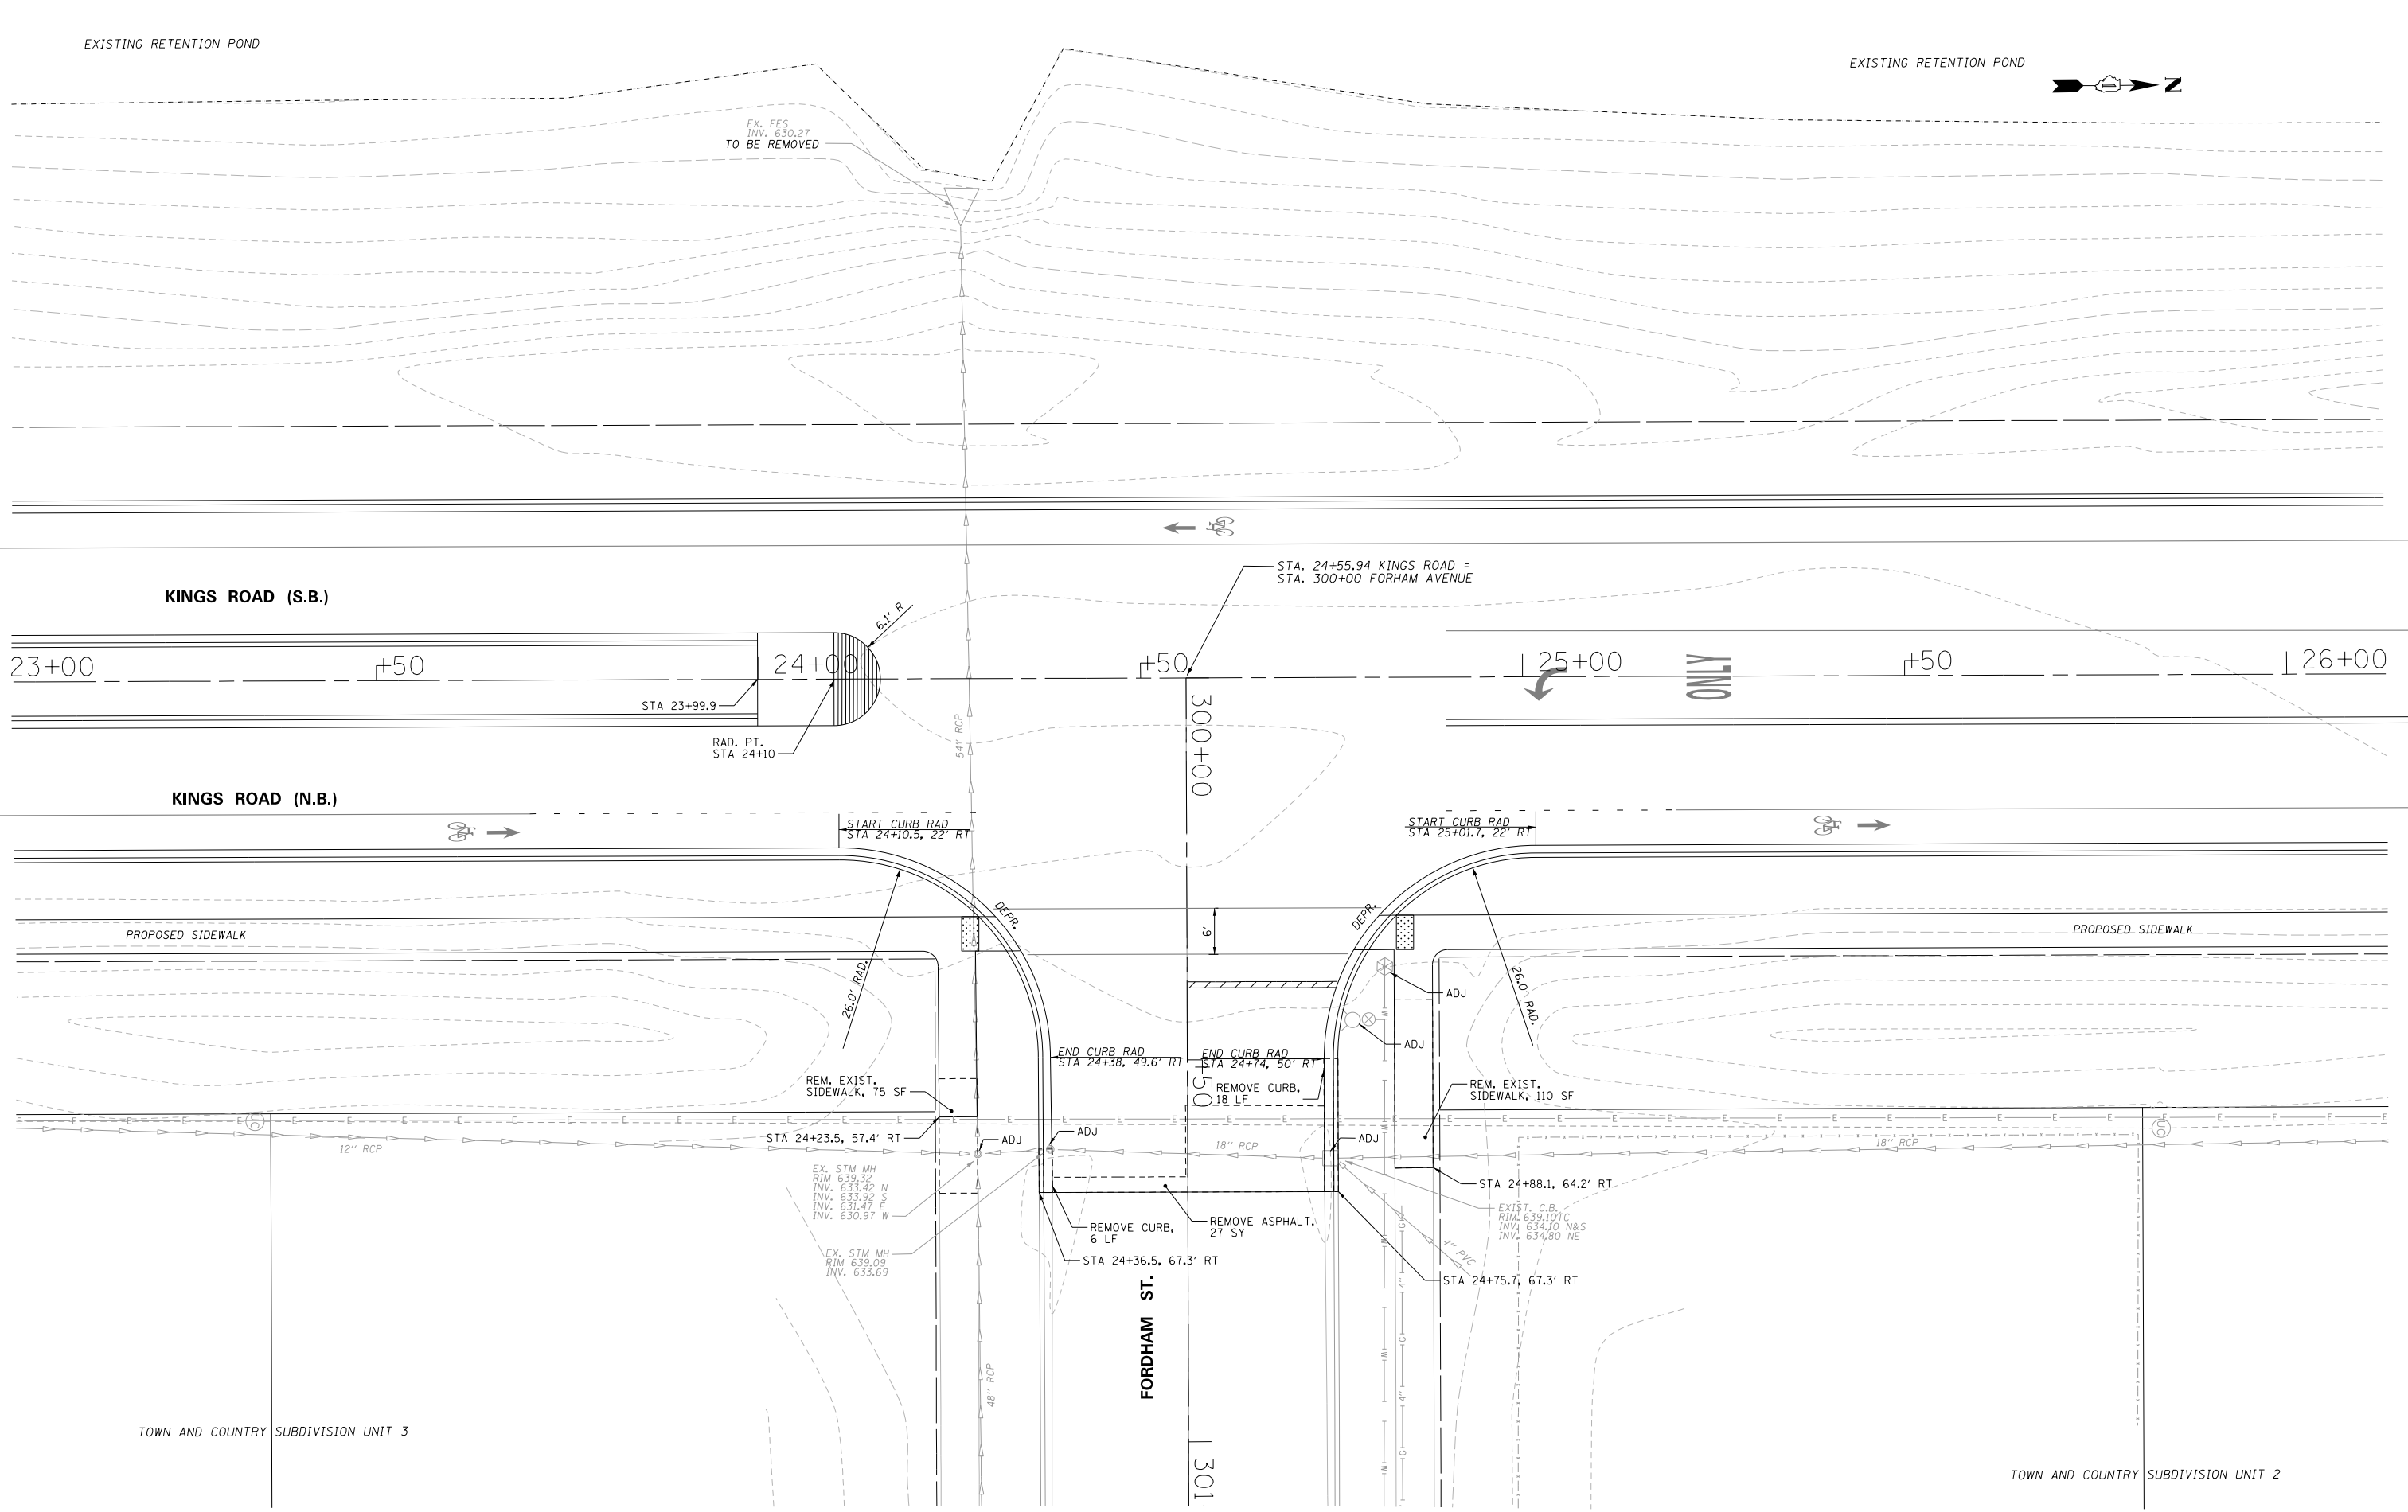 EXISTING RETENTION POND
EXISTING RETENTION POND
N
EX. FES
INV. 630.27
TO BE REMOVED
STA. 24+55.94 KINGS ROAD =
STA. 300+00 FORHAM AVENUE
KINGS ROAD (S.B.)
6.1' R
23+00
+50
24+00
+50
25+00
ONLY
+50
26+00
STA 23+99.9
RAD. PT.
STA 24+10
54" RCP
300+00
KINGS ROAD (N.B.)
START CURB RAD
STA 24+10.5, 22' RT
START CURB RAD
STA 25+01.7, 22' RT
DEPR.
DEPR.
6'
PROPOSED SIDEWALK
PROPOSED SIDEWALK
26.0' RAD.
26.0' RAD.
ADJ
ADJ
END CURB RAD
STA 24+38, 49.6' RT
END CURB RAD
STA 24+74, 50' RT
+50
REMOVE CURB,
18 LF
REM. EXIST.
SIDEWALK, 75 SF
REM. EXIST.
SIDEWALK, 110 SF
E E E E E E E E E E E E E E E E E E E E
UC
UC
STA 24+23.5, 57.4' RT
ADJ
ADJ
ADJ
12" RCP
18" RCP
18" RCP
EX. STM MH
RIM 639.32
INV. 633.42 N
INV. 633.92 S
INV. 631.47 E
INV. 630.97 W
STA 24+88.1, 64.2' RT
EXIST. C.B.
RIM 639.10TC
INV. 634.10 N&S
INV. 634.80 NE
REMOVE CURB,
6 LF
REMOVE ASPHALT,
27 SY
EX. STM MH
RIM 639.09
INV. 633.69
STA 24+36.5, 67.3' RT
4" PVC
STA 24+75.7, 67.3' RT
FORDHAM ST.
48" RCP
W W W W W
G 4" G 4" G
301
TOWN AND COUNTRY SUBDIVISION UNIT 3
TOWN AND COUNTRY SUBDIVISION UNIT 2